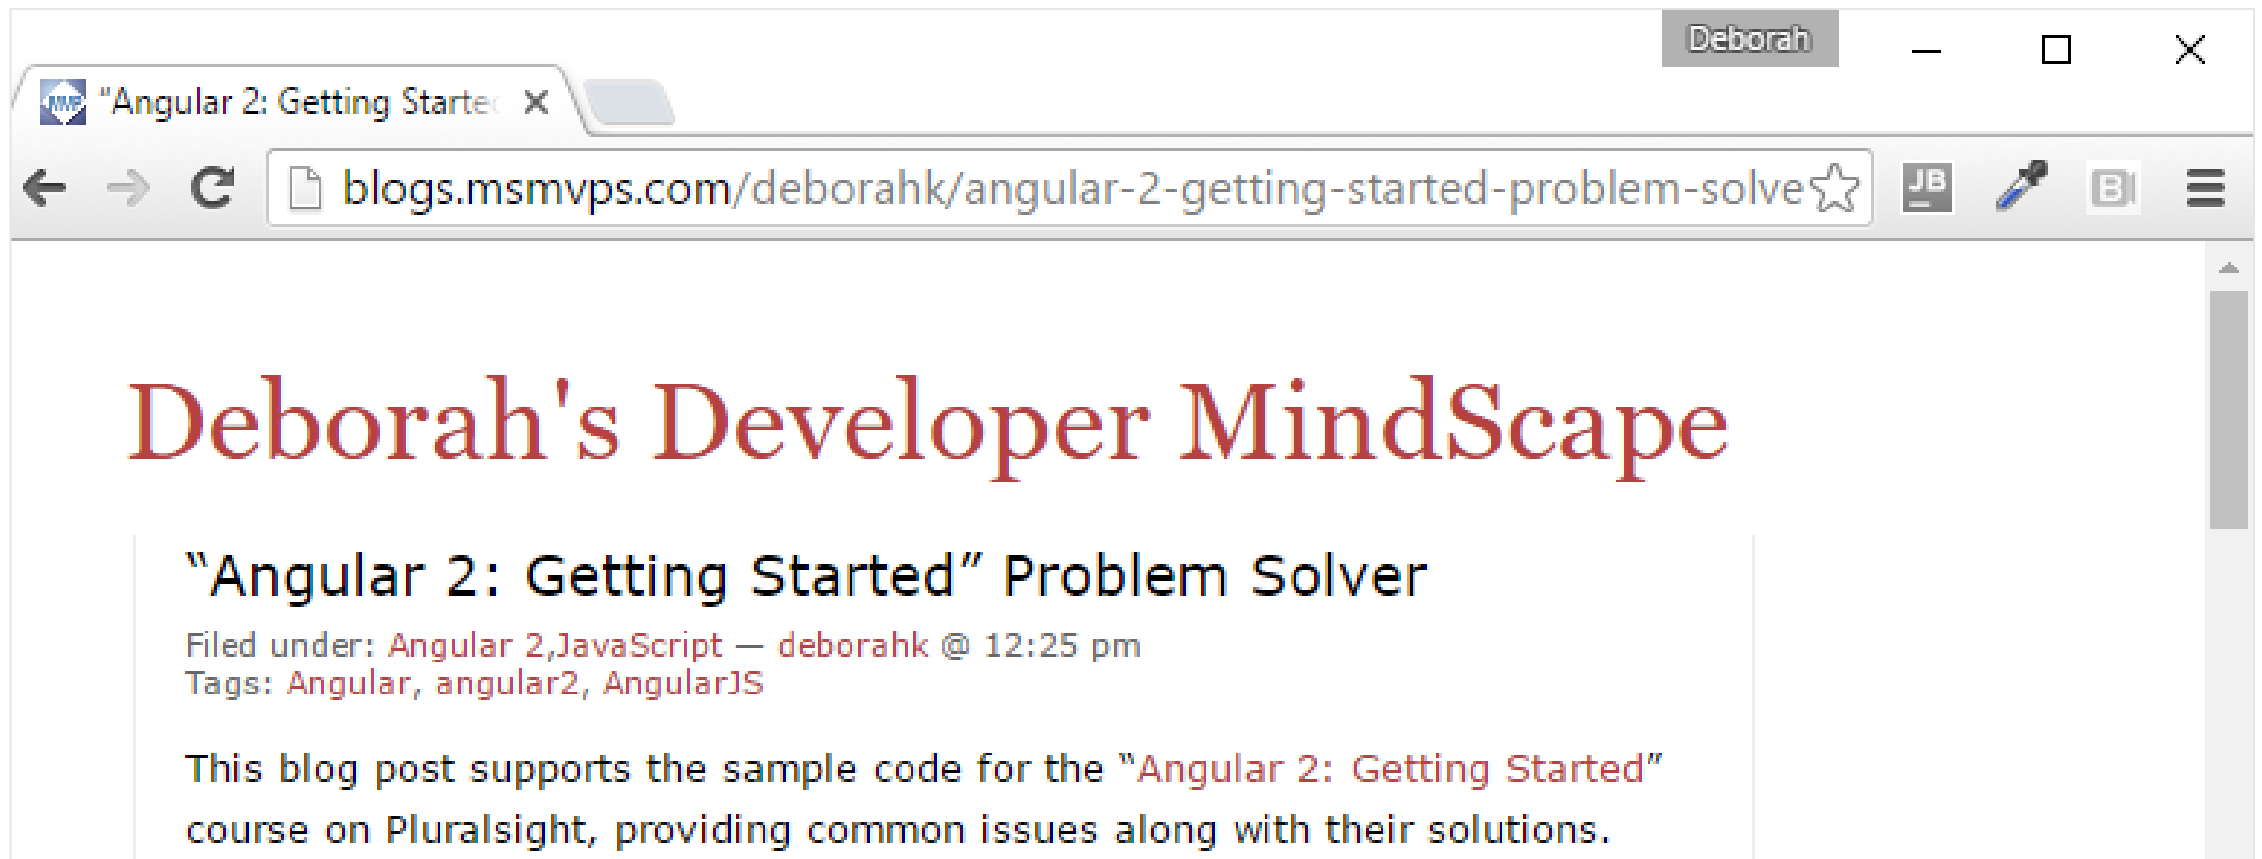 Deborah
“Angular 2: Getting Started
blogs.msmvps.com/deborahk/angular-2-getting-started-problem-solve
JB
B
Deborah's Developer MindScape
“Angular 2: Getting Started” Problem Solver
Filed under: Angular 2,JavaScript — deborahk @ 12:25 pm
Tags: Angular, angular2, AngularJS
This blog post supports the sample code for the “Angular 2: Getting Started”
course on Pluralsight, providing common issues along with their solutions.